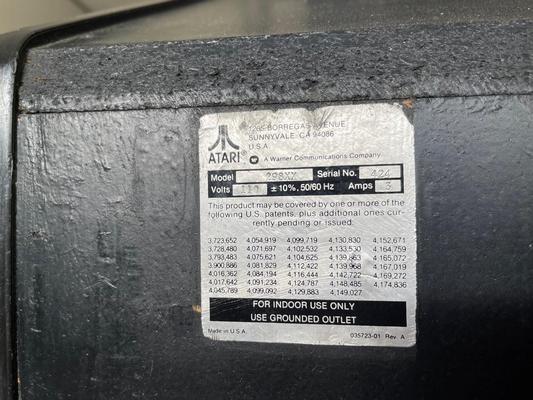 1265 BORREGAS AVENUE
SUNNYVALE, CA 94086
U.S.A.
ATARI
A Warner Communications Company
Model 298XX Serial No. 424
Volts 110 ± 10%, 50/60 Hz Amps 3
This product may be covered by one or more of the
following U.S. patents, plus additional ones cur-
rently pending or issued.
3,723,652 4,054,919 4,099,719 4,130,830 4,152,671
3,728,480 4,071,697 4,102,532 4,133,530 4,164,759
3,793,483 4,075,621 4,104,625 4,139,863 4,165,072
3,900,886 4,081,829 4,112,422 4,139,968 4,167,019
4,016,362 4,084,194 4,116,444 4,142,722 4,169,272
4,017,642 4,091,234 4,124,787 4,148,485 4,174,836
4,045,789 4,099,092 4,129,883 4,149,027
FOR INDOOR USE ONLY
USE GROUNDED OUTLET
Made in U.S.A. 035723-01 Rev. A